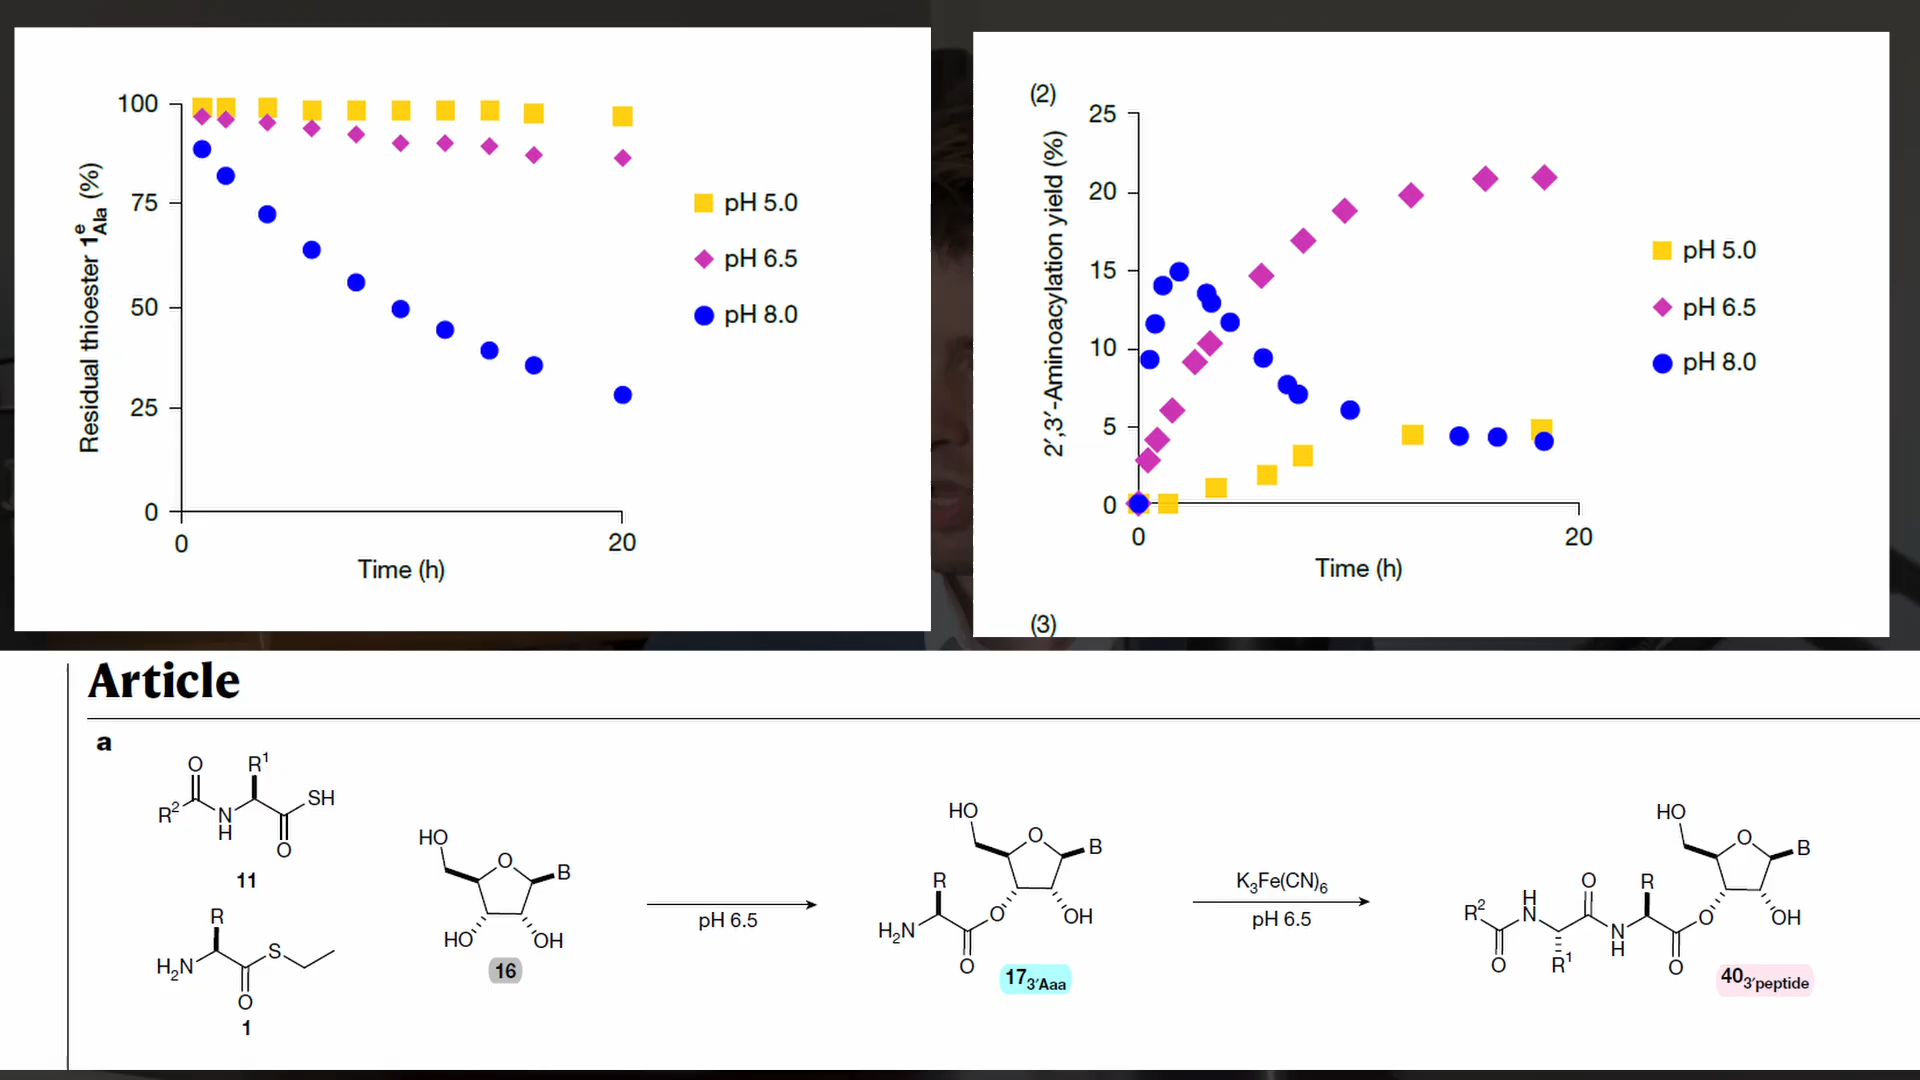 100
75
50
25
0
0
20
Residual thioester 1ᵉAla (%)
Time (h)
pH 5.0
pH 6.5
pH 8.0
(2)
25
20
15
10
5
0
0
20
2′,3′-Aminoacylation yield (%)
Time (h)
pH 5.0
pH 6.5
pH 8.0
(3)
Article
a
O
R¹
R²
N
H
SH
O
11
R
H₂N
S
O
1
HO
O
B
HO
OH
16
pH 6.5
HO
O
B
R
O
OH
H₂N
O
17₃′Aaa
K₃Fe(CN)₆
pH 6.5
HO
O
B
H
N
O
R
R²
O
OH
N
H
O
R¹
O
40₃′peptide